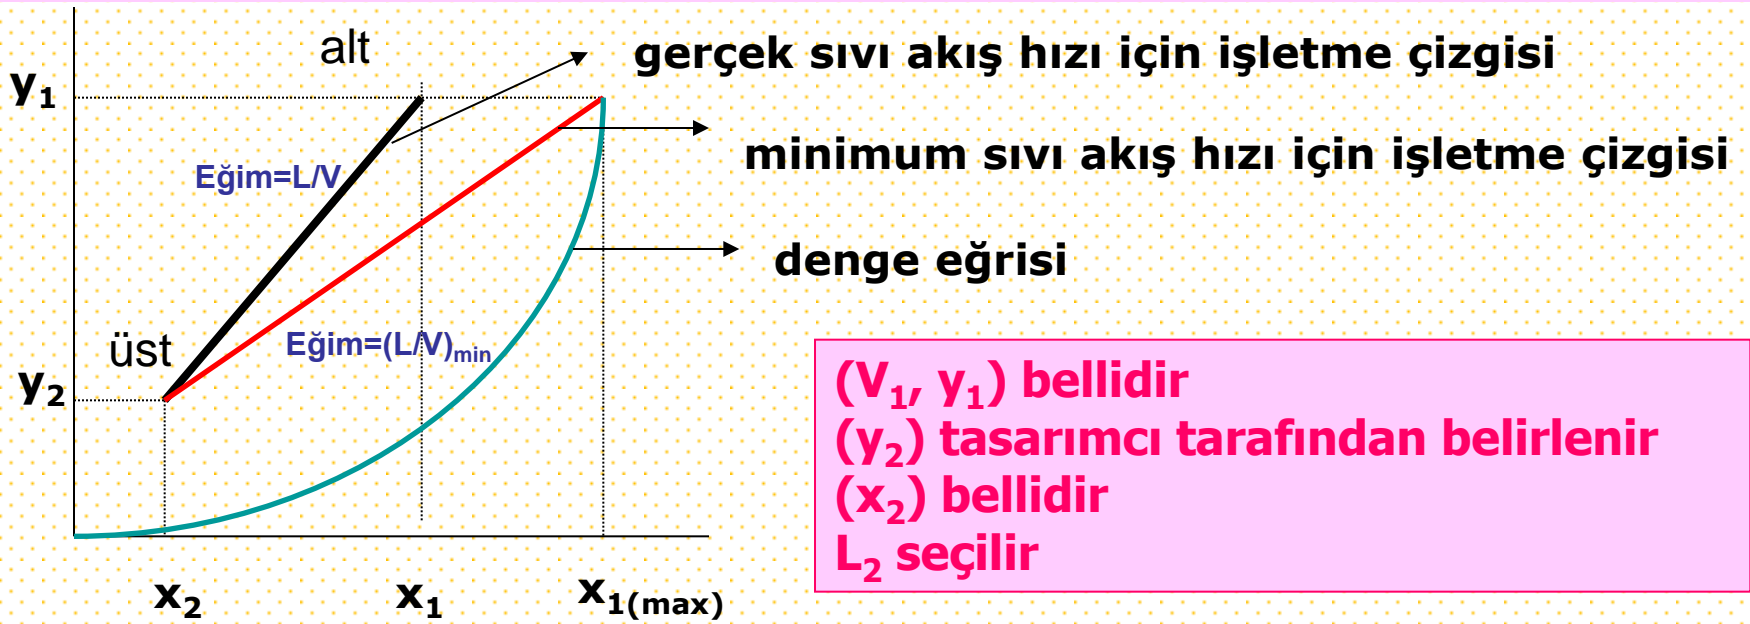 alt
gerçek sıvı akış hızı için işletme çizgisi
y₁
minimum sıvı akış hızı için işletme çizgisi
Eğim=L/V
denge eğrisi
üst
Eğim=(L/V)min
y₂
(V₁, y₁) bellidir
(y₂) tasarımcı tarafından belirlenir
(x₂) bellidir
L₂ seçilir
x₂
x₁
x₁(max)